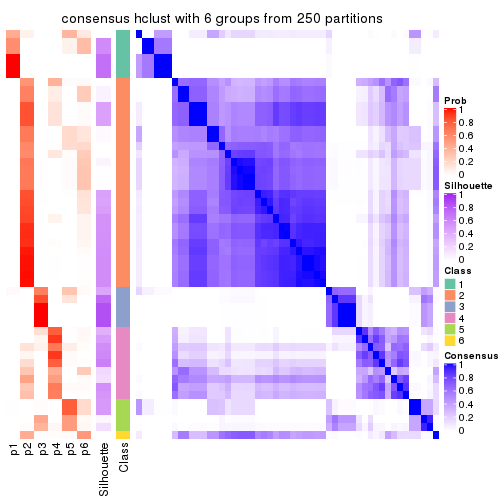 consensus hclust with 6 groups from 250 partitions
Prob
1
0.8
0.6
0.4
0.2
0
Silhouette
1
0.8
0.6
0.4
0.2
0
Class
1
2
3
4
5
6
Consensus
1
0.8
0.6
0.4
0.2
0
p1
p2
p3
p4
p5
p6
Silhouette
Class